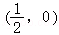 (1/2, 0)